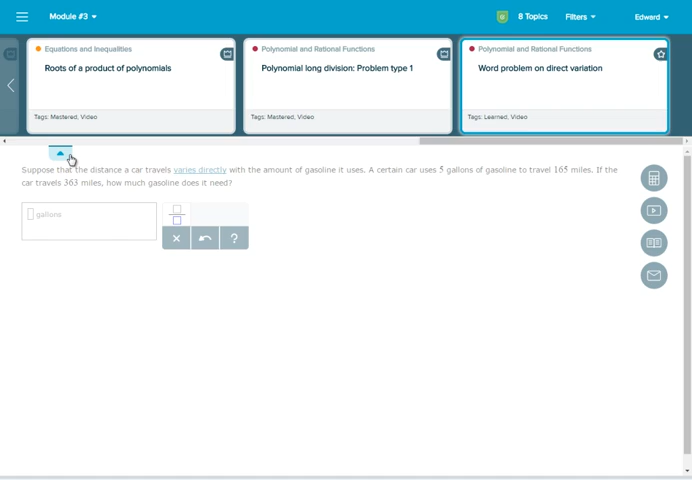 Module #3
8 Topics
Filters
Edward
Equations and Inequalities
Roots of a product of polynomials
Tags: Mastered, Video
Polynomial and Rational Functions
Polynomial long division: Problem type 1
Tags: Mastered, Video
Polynomial and Rational Functions
Word problem on direct variation
Tags: Learned, Video
Suppose that the distance a car travels varies directly with the amount of gasoline it uses. A certain car uses 5 gallons of gasoline to travel 165 miles. If the
car travels 363 miles, how much gasoline does it need?
gallons
?